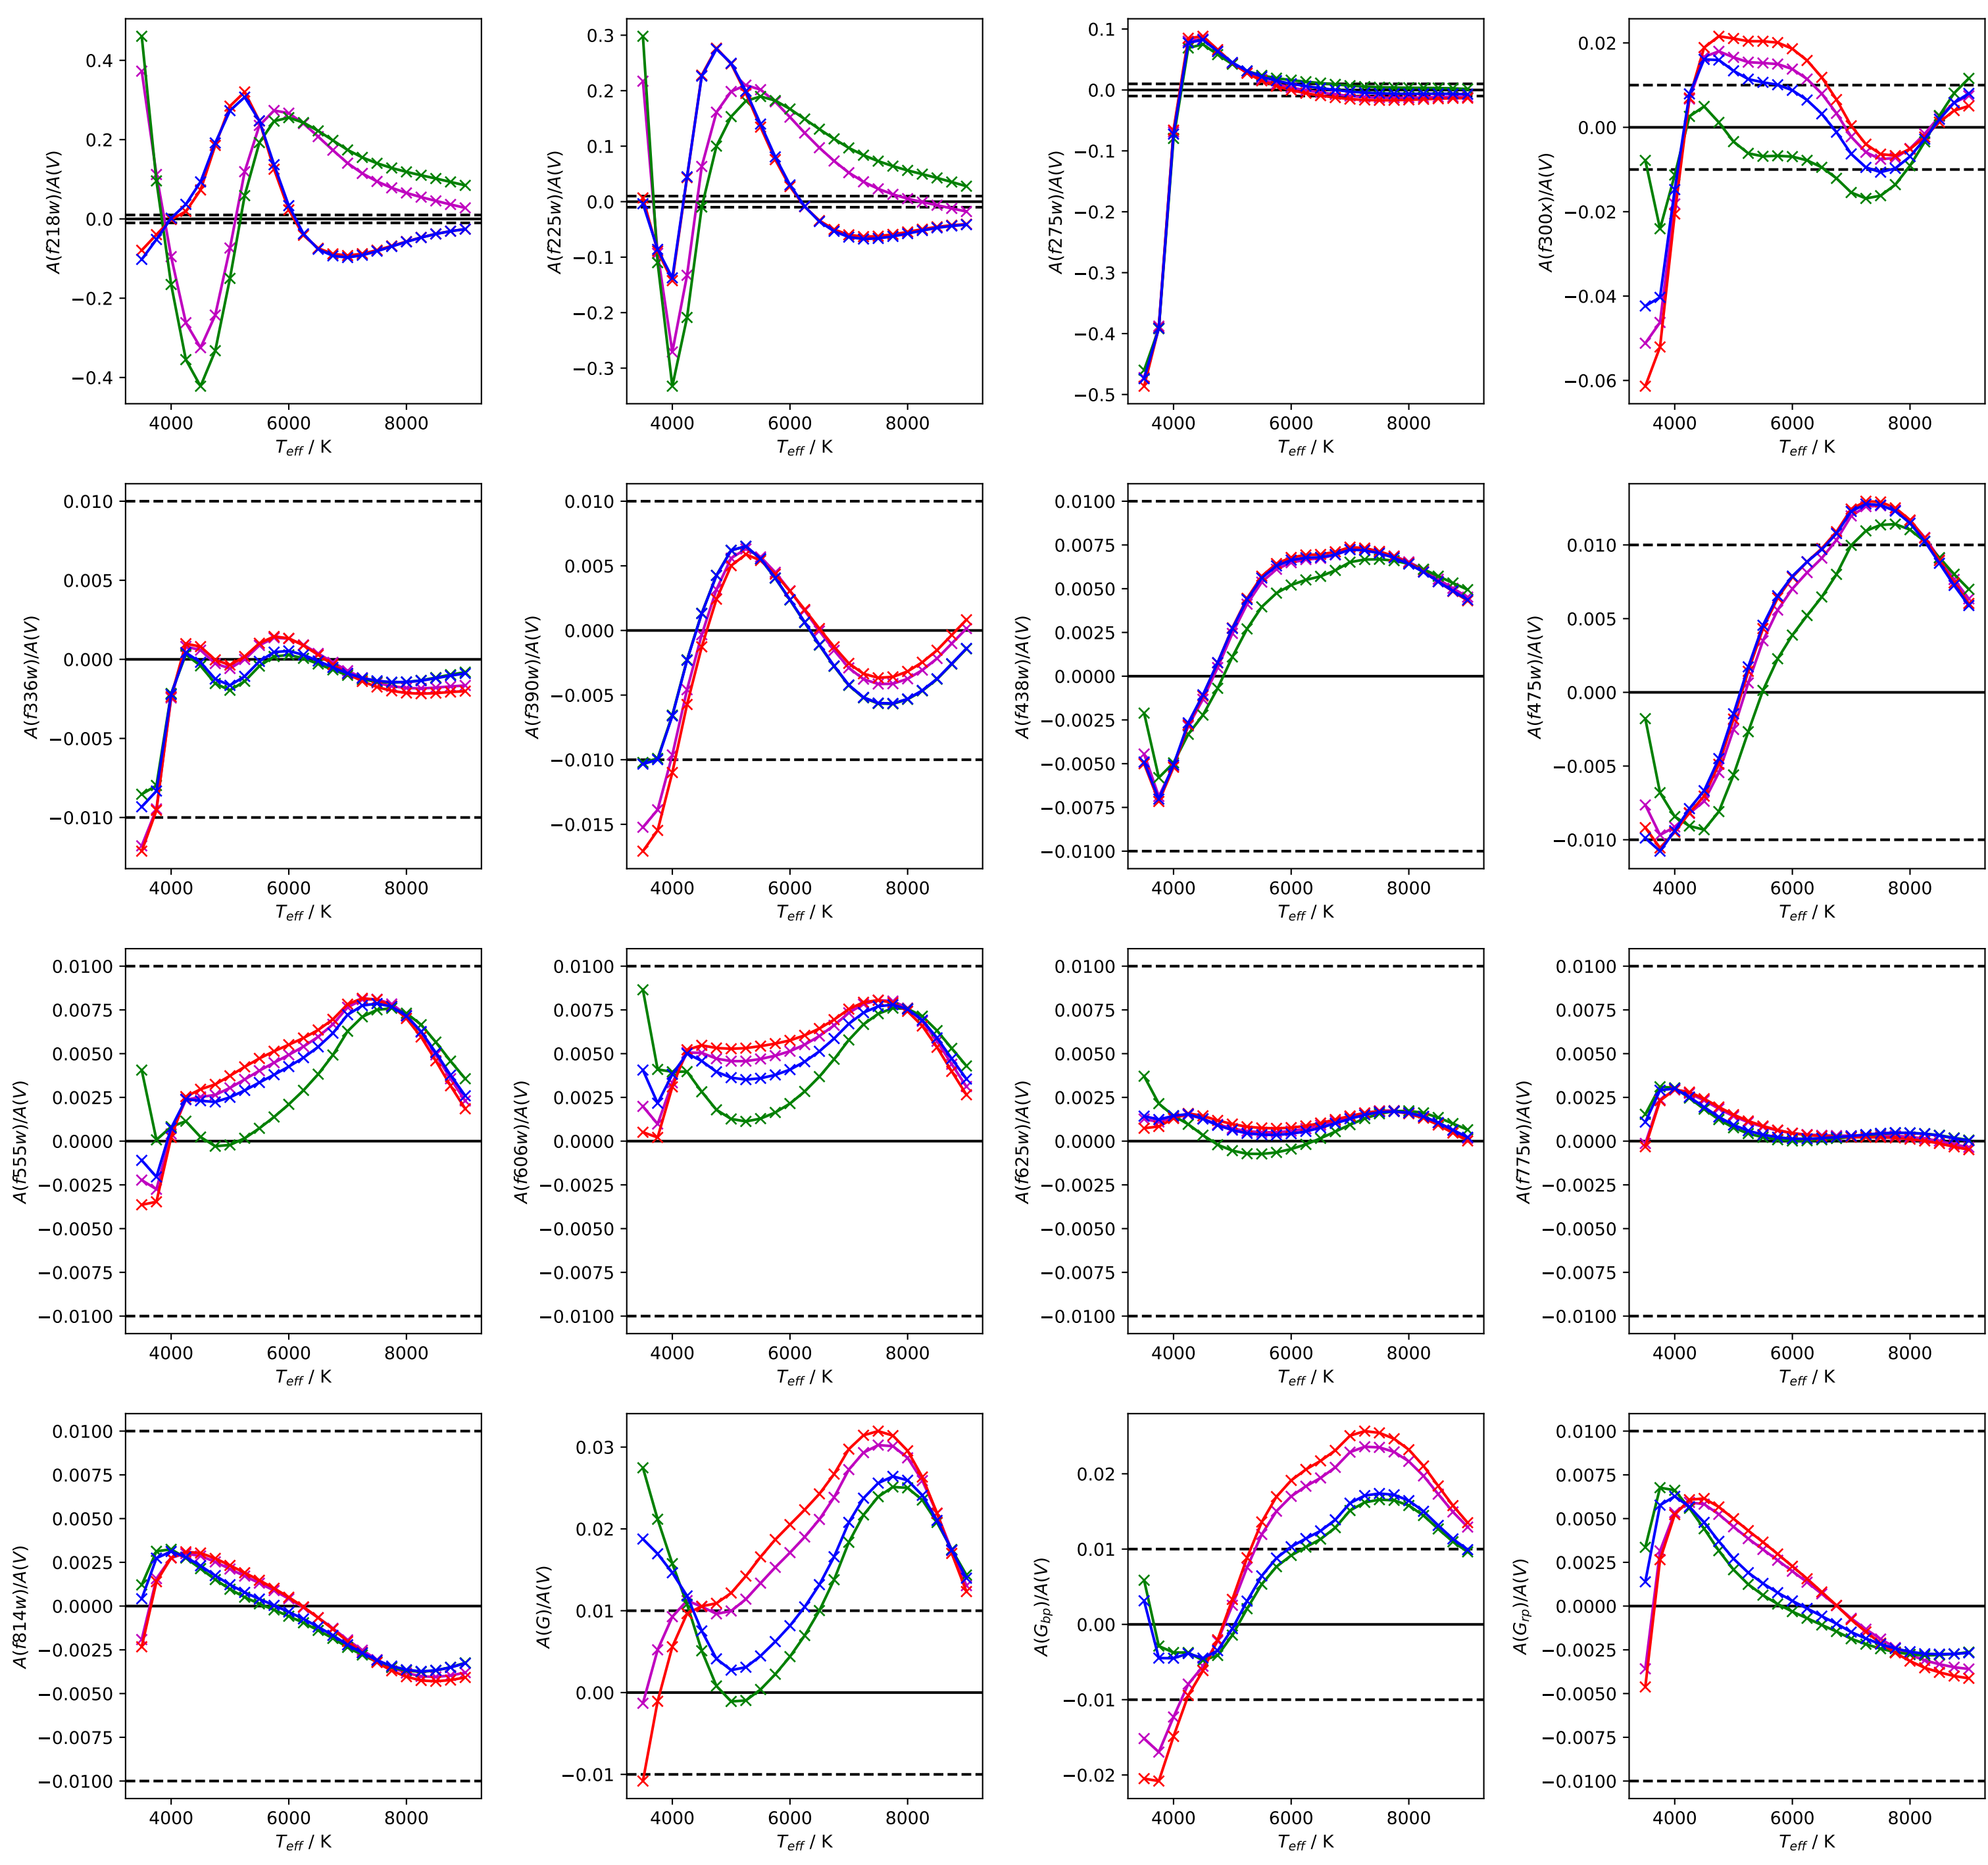 A(f218w)/A(V)
0.4
0.2
0.0
−0.2
−0.4
4000 6000 8000
T_eff / K
A(f225w)/A(V)
0.3
0.2
0.1
0.0
−0.1
−0.2
−0.3
4000 6000 8000
T_eff / K
A(f275w)/A(V)
0.1
0.0
−0.1
−0.2
−0.3
−0.4
−0.5
4000 6000 8000
T_eff / K
A(f300x)/A(V)
0.02
0.00
−0.02
−0.04
−0.06
4000 6000 8000
T_eff / K
A(f336w)/A(V)
0.010
0.005
0.000
−0.005
−0.010
4000 6000 8000
T_eff / K
A(f390w)/A(V)
0.010
0.005
0.000
−0.005
−0.010
−0.015
4000 6000 8000
T_eff / K
A(f438w)/A(V)
0.0100
0.0075
0.0050
0.0025
0.0000
−0.0025
−0.0050
−0.0075
−0.0100
4000 6000 8000
T_eff / K
A(f475w)/A(V)
0.010
0.005
0.000
−0.005
−0.010
4000 6000 8000
T_eff / K
A(f555w)/A(V)
0.0100
0.0075
0.0050
0.0025
0.0000
−0.0025
−0.0050
−0.0075
−0.0100
4000 6000 8000
T_eff / K
A(f606w)/A(V)
0.0100
0.0075
0.0050
0.0025
0.0000
−0.0025
−0.0050
−0.0075
−0.0100
4000 6000 8000
T_eff / K
A(f625w)/A(V)
0.0100
0.0075
0.0050
0.0025
0.0000
−0.0025
−0.0050
−0.0075
−0.0100
4000 6000 8000
T_eff / K
A(f775w)/A(V)
0.0100
0.0075
0.0050
0.0025
0.0000
−0.0025
−0.0050
−0.0075
−0.0100
4000 6000 8000
T_eff / K
A(f814w)/A(V)
0.0100
0.0075
0.0050
0.0025
0.0000
−0.0025
−0.0050
−0.0075
−0.0100
4000 6000 8000
T_eff / K
A(G)/A(V)
0.03
0.02
0.01
0.00
−0.01
4000 6000 8000
T_eff / K
A(G_bp)/A(V)
0.02
0.01
0.00
−0.01
−0.02
4000 6000 8000
T_eff / K
A(G_rp)/A(V)
0.0100
0.0075
0.0050
0.0025
0.0000
−0.0025
−0.0050
−0.0075
−0.0100
4000 6000 8000
T_eff / K